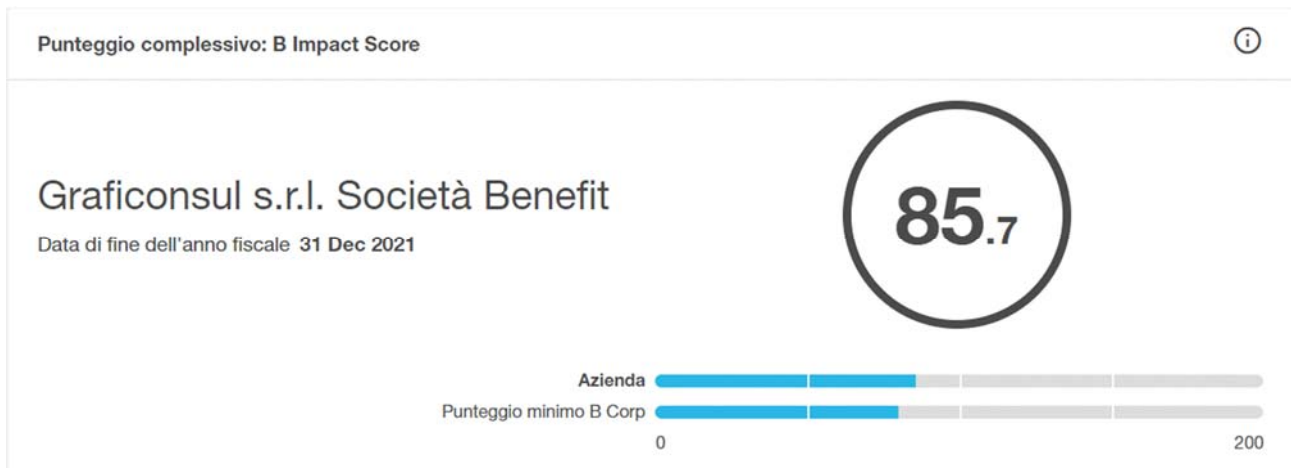 Punteggio complessivo: B Impact Score
Graficonsul s.r.l. Società Benefit
Data di fine dell'anno fiscale 31 Dec 2021
85.7
Azienda
Punteggio minimo B Corp
0 200